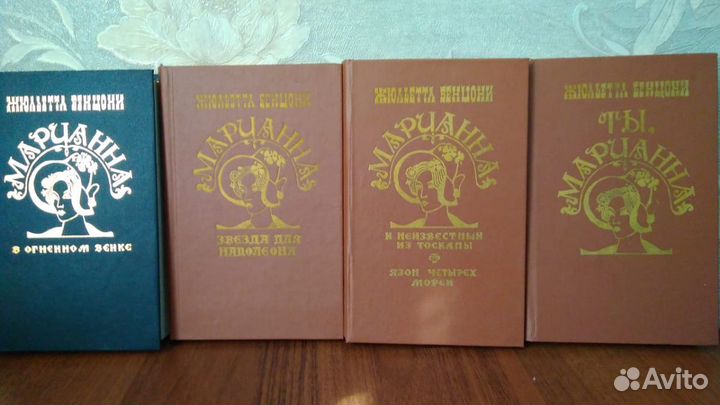 ЖЮЛЬЕТТА БЕНЦОНИ
МАРИАННА
В ОГНЕННОМ ВЕНКЕ
ЖЮЛЬЕТТА БЕНЦОНИ
МАРИАННА
ЗВЕЗДА ДЛЯ
НАПОЛЕОНА
ЖЮЛЬЕТТА БЕНЦОНИ
МАРИАННА
И НЕИЗВЕСТНЫЙ
ИЗ ТОСКАНЫ
ЯЗОН ЧЕТЫРЕХ
МОРЕЙ
ЖЮЛЬЕТТА БЕНЦОНИ
ТЫ,
МАРИАННА
Avito